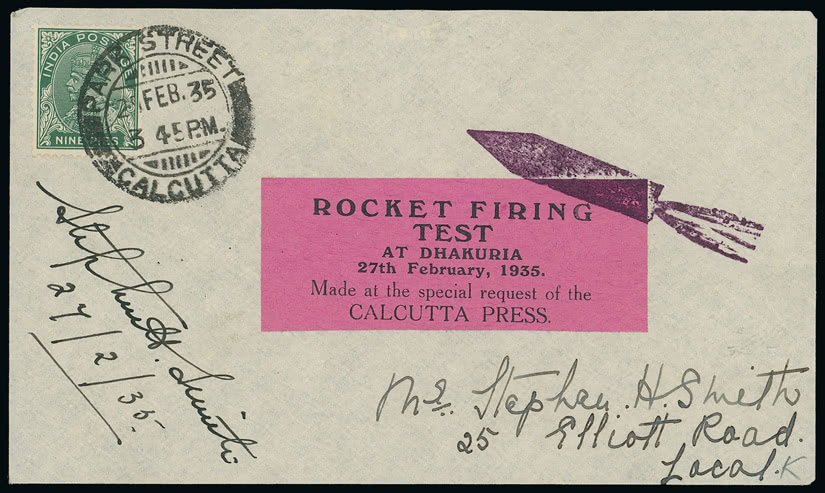 INDIA POSTAGE
NINE PIES
PARK STREET
FEB. 35
3 45 P.M.
CALCUTTA
ROCKET FIRING
TEST
AT DHAKURIA
27th February, 1935.
Made at the special request of the
CALCUTTA PRESS.
Stephen H. Smith
27/2/35.
Mr. Stephen H. Smith
25 Elliott Road.
Local.